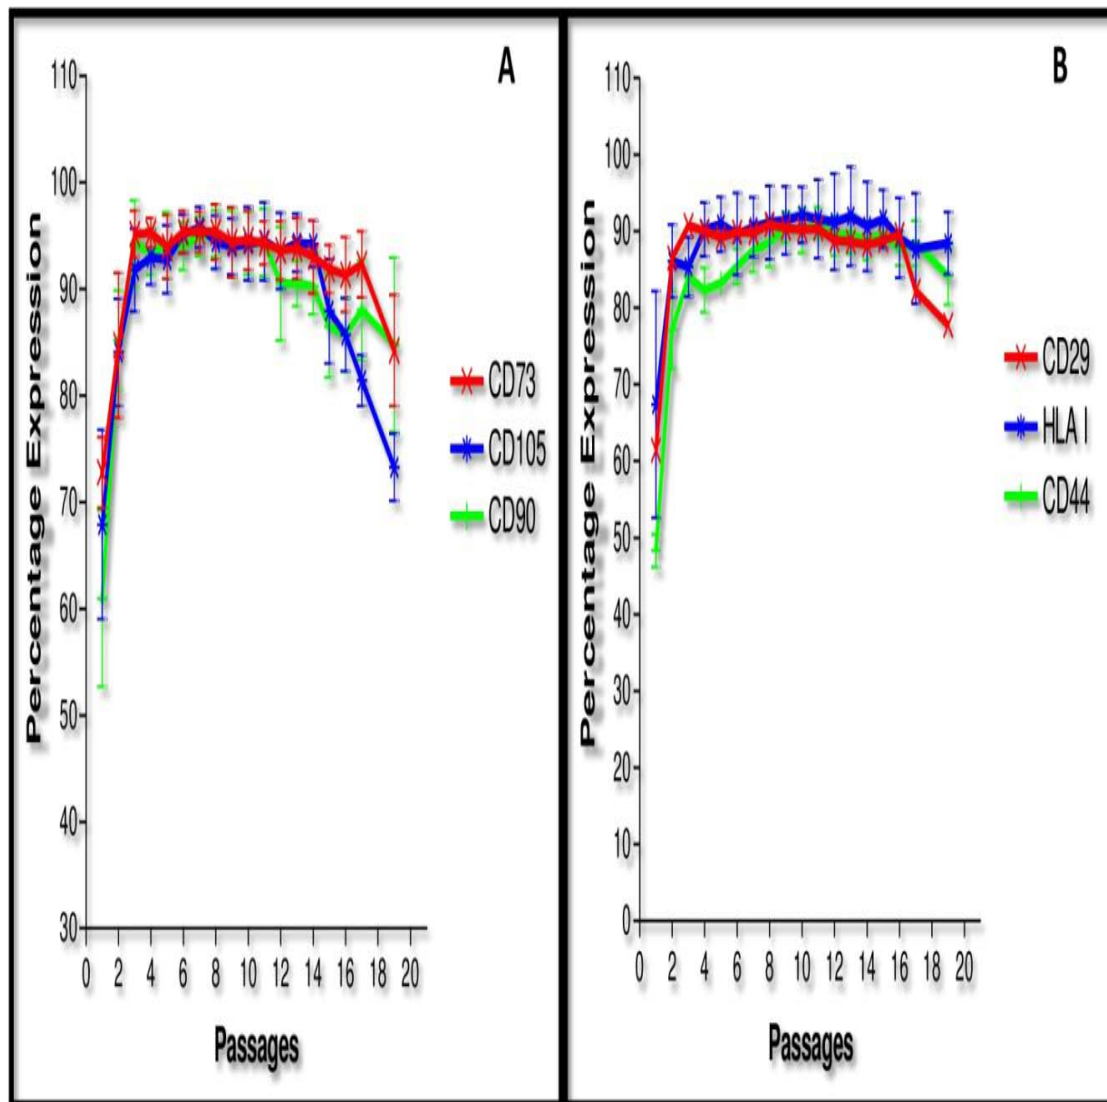 A
110
100
90
80
70
60
50
40
30
0 2 4 6 8 10 12 14 16 18 20
Percentage Expression
Passages
CD73
CD105
CD90
B
110
100
90
80
70
60
50
40
30
20
10
0
0 2 4 6 8 10 12 14 16 18 20
Percentage Expression
Passages
CD29
HLA I
CD44